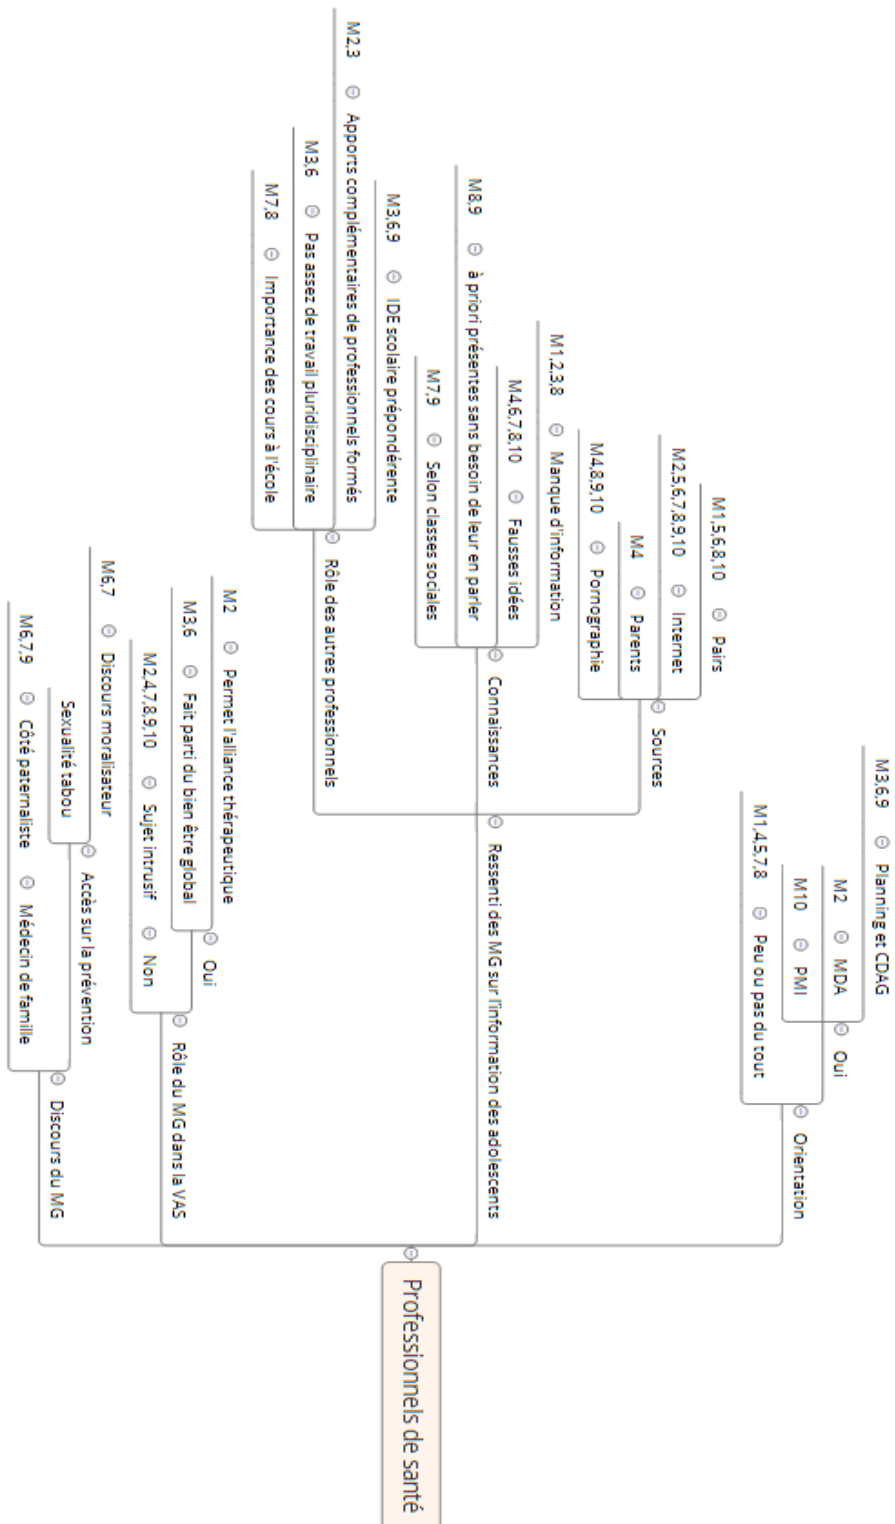 M3,6,9 Planning et CDAG
M2 MDA Oui
M10 PMI Orientation
M1,4,5,7,8 Peu ou pas du tout
M1,5,6,8,10 Pairs
M2,5,6,7,8,9,10 Internet
Sources
M4 Parents
M4,8,9,10 Pornographie
M1,2,3,8 Manque d'information
M4,6,7,8,10 Fausses idées
Connaissances Ressenti des MG sur l'information des adolescents
M8,9 à priori présentes sans besoin de leur en parler
M7,9 Selon classes sociales
Professionnels de santé
M3,6,9 IDE scolaire prépondérente
M2,3 Apports complémentaires de professionnels formés
Rôle des autres professionnels
M3,6 Pas assez de travail pluridisciplinaire
M7,8 Importance des cours à l'école
M2 Permet l'alliance thérapeutique
Oui
M3,6 Fait parti du bien être global
Rôle du MG dans la VAS
M2,4,7,8,9,10 Sujet intrusif Non
M6,7 Discours moralisateur
Accès sur la prévention
Sexualité tabou
Discours du MG
M6,7,9 Côté paternaliste Médecin de famille